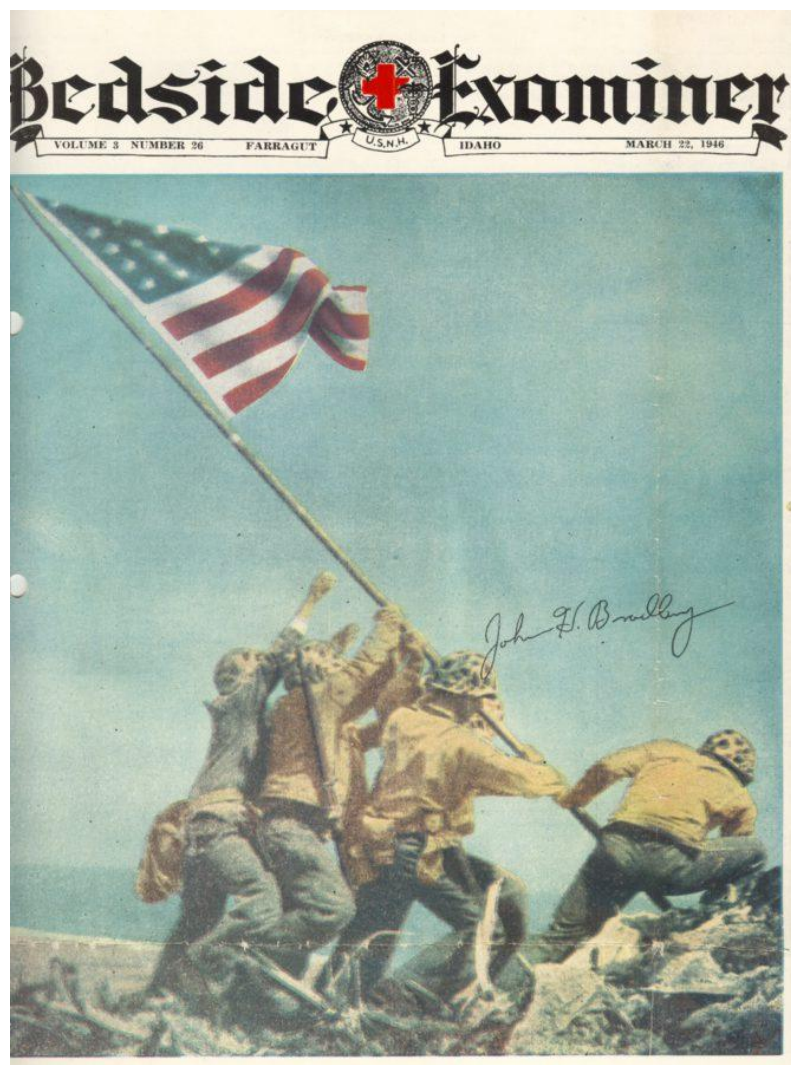 Bedside Examiner
VOLUME 3 NUMBER 26 FARRAGUT U.S.N.H. IDAHO MARCH 22, 1946
John H. Bradley